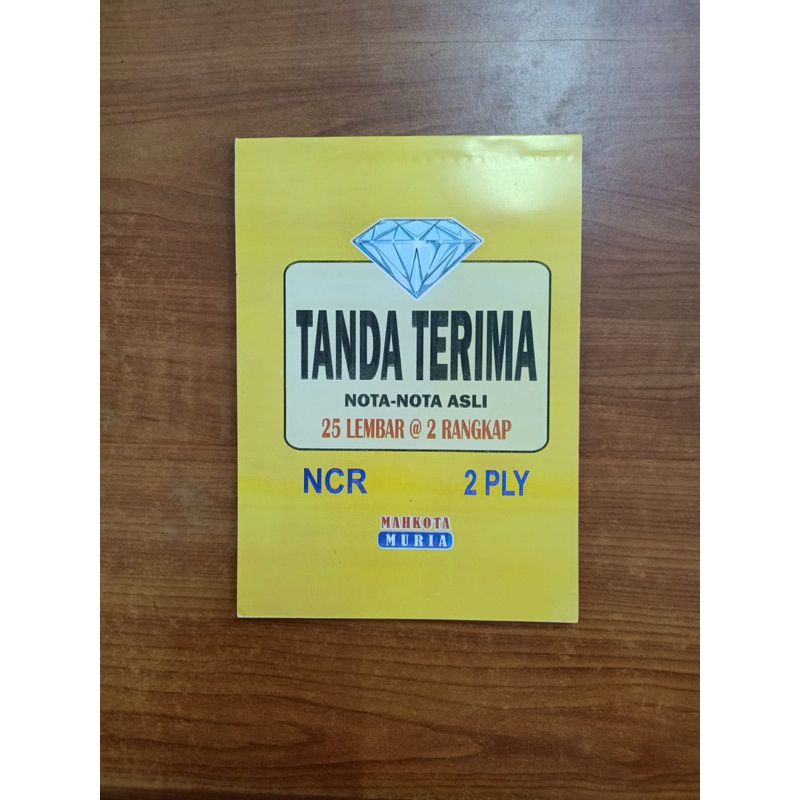 TANDA TERIMA
NOTA-NOTA ASLI
25 LEMBAR @ 2 RANGKAP
NCR 2 PLY
MAHKOTA
MURIA